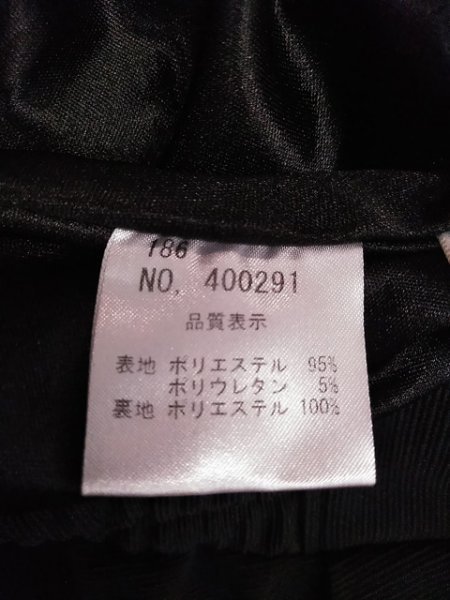 186
NO. 400291
品質表示
表地 ポリエステル 95%
ポリウレタン 5%
裏地 ポリエステル 100%